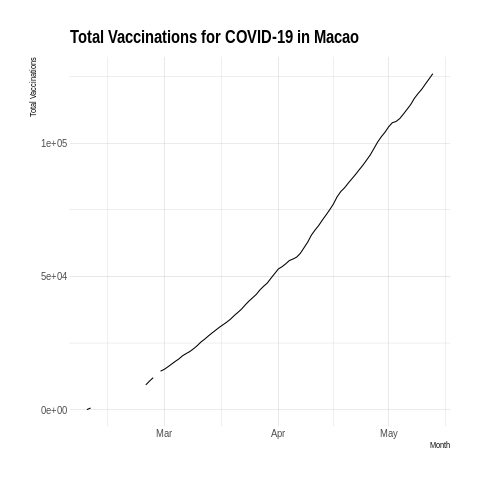 Total Vaccinations for COVID-19 in Macao
Total Vaccinations
1e+05
5e+04
0e+00
Mar Apr May
Month